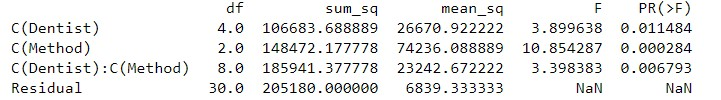 df sum_sq mean_sq F PR(>F)
C(Dentist) 4.0 106683.688889 26670.922222 3.899638 0.011484
C(Method) 2.0 148472.177778 74236.088889 10.854287 0.000284
C(Dentist):C(Method) 8.0 185941.377778 23242.672222 3.398383 0.006793
Residual 30.0 205180.000000 6839.333333 NaN NaN